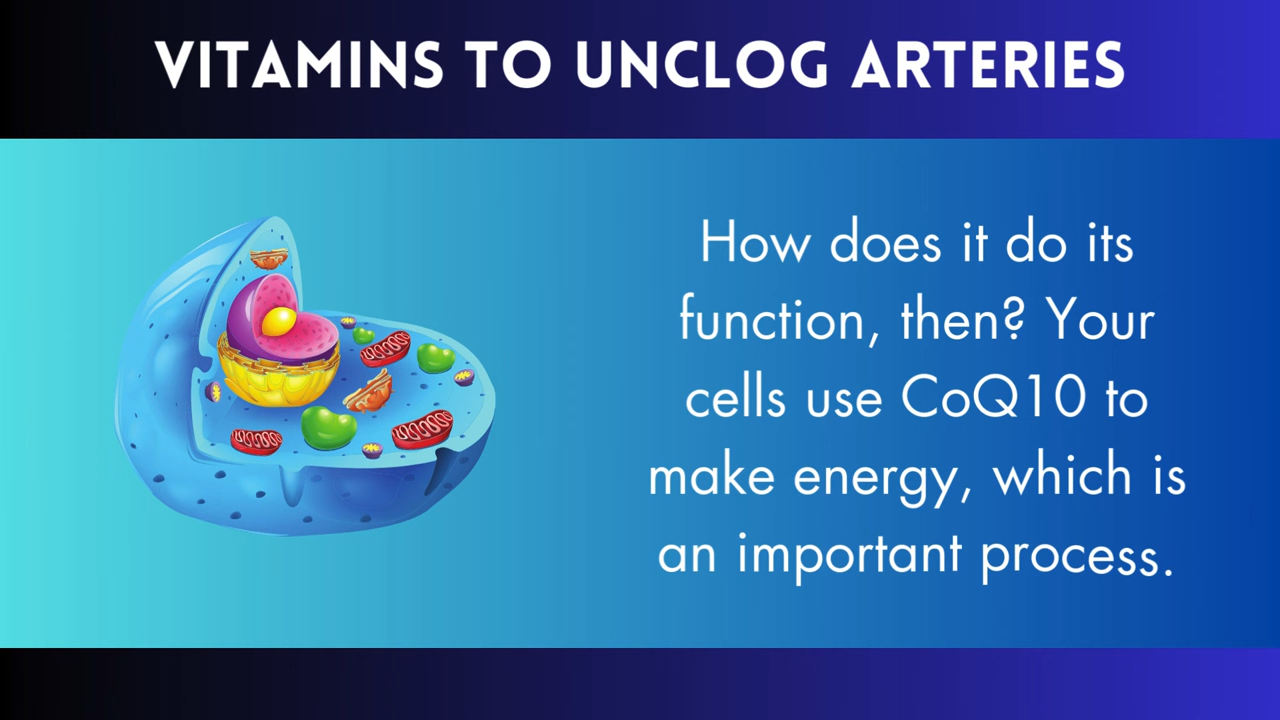 VITAMINS TO UNCLOG ARTERIES
How does it do its
function, then? Your
cells use CoQ10 to
make energy, which is
an important process.